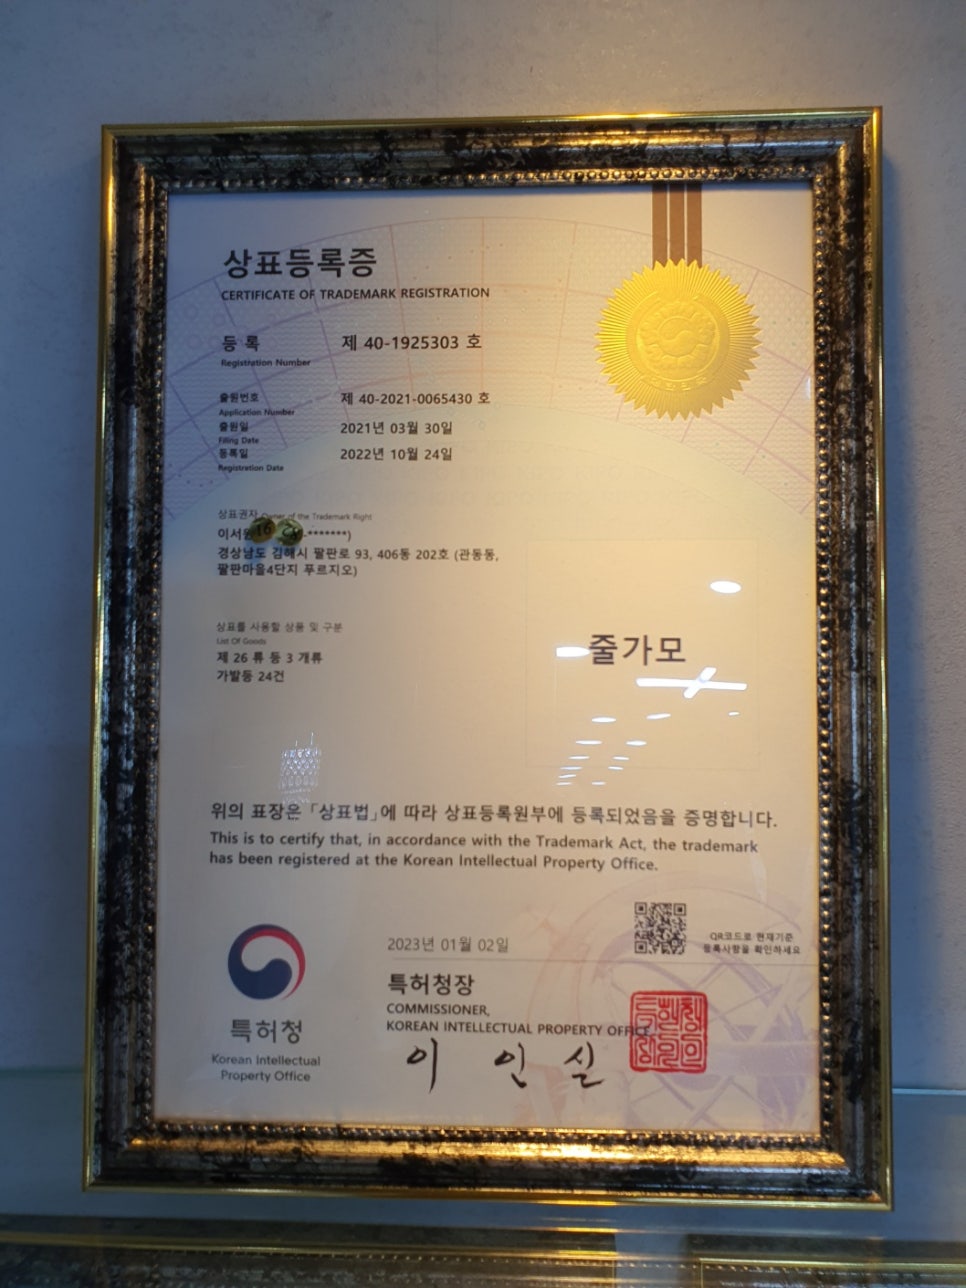 상표등록증
CERTIFICATE OF TRADEMARK REGISTRATION
등 록 제 40-1925303 호
Registration Number
출원번호 제 40-2021-0065430 호
Application Number
출원일 2021년 03월 30일
Filing Date
등록일 2022년 10월 24일
Registration Date
상표권자 Owner of the Trademark Right
이서원 *******)
경상남도 김해시 팔판로 93, 406동 202호 (관동동,
팔판마을4단지 푸르지오)
상표를 사용할 상품 및 구분
List Of Goods
제 26 류 등 3 개류
가발등 24건
줄가모
위의 표장은 「상표법」에 따라 상표등록원부에 등록되었음을 증명합니다.
This is to certify that, in accordance with the Trademark Act, the trademark
has been registered at the Korean Intellectual Property Office.
QR코드로 현재기준
등록사항을 확인하세요
2023년 01월 02일
특허청장
COMMISSIONER,
KOREAN INTELLECTUAL PROPERTY OFFICE
이 인 실
특허청
Korean Intellectual
Property Office